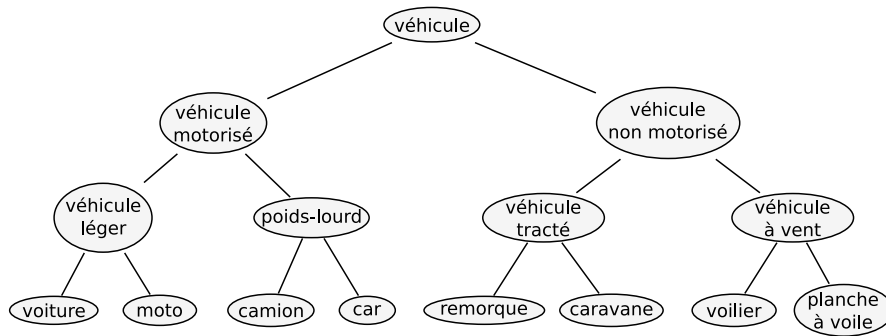 véhicule
véhicule
motorisé
véhicule
non motorisé
véhicule
léger
poids-lourd
véhicule
tracté
véhicule
à vent
voiture
moto
camion
car
remorque
caravane
voilier
planche
à voile